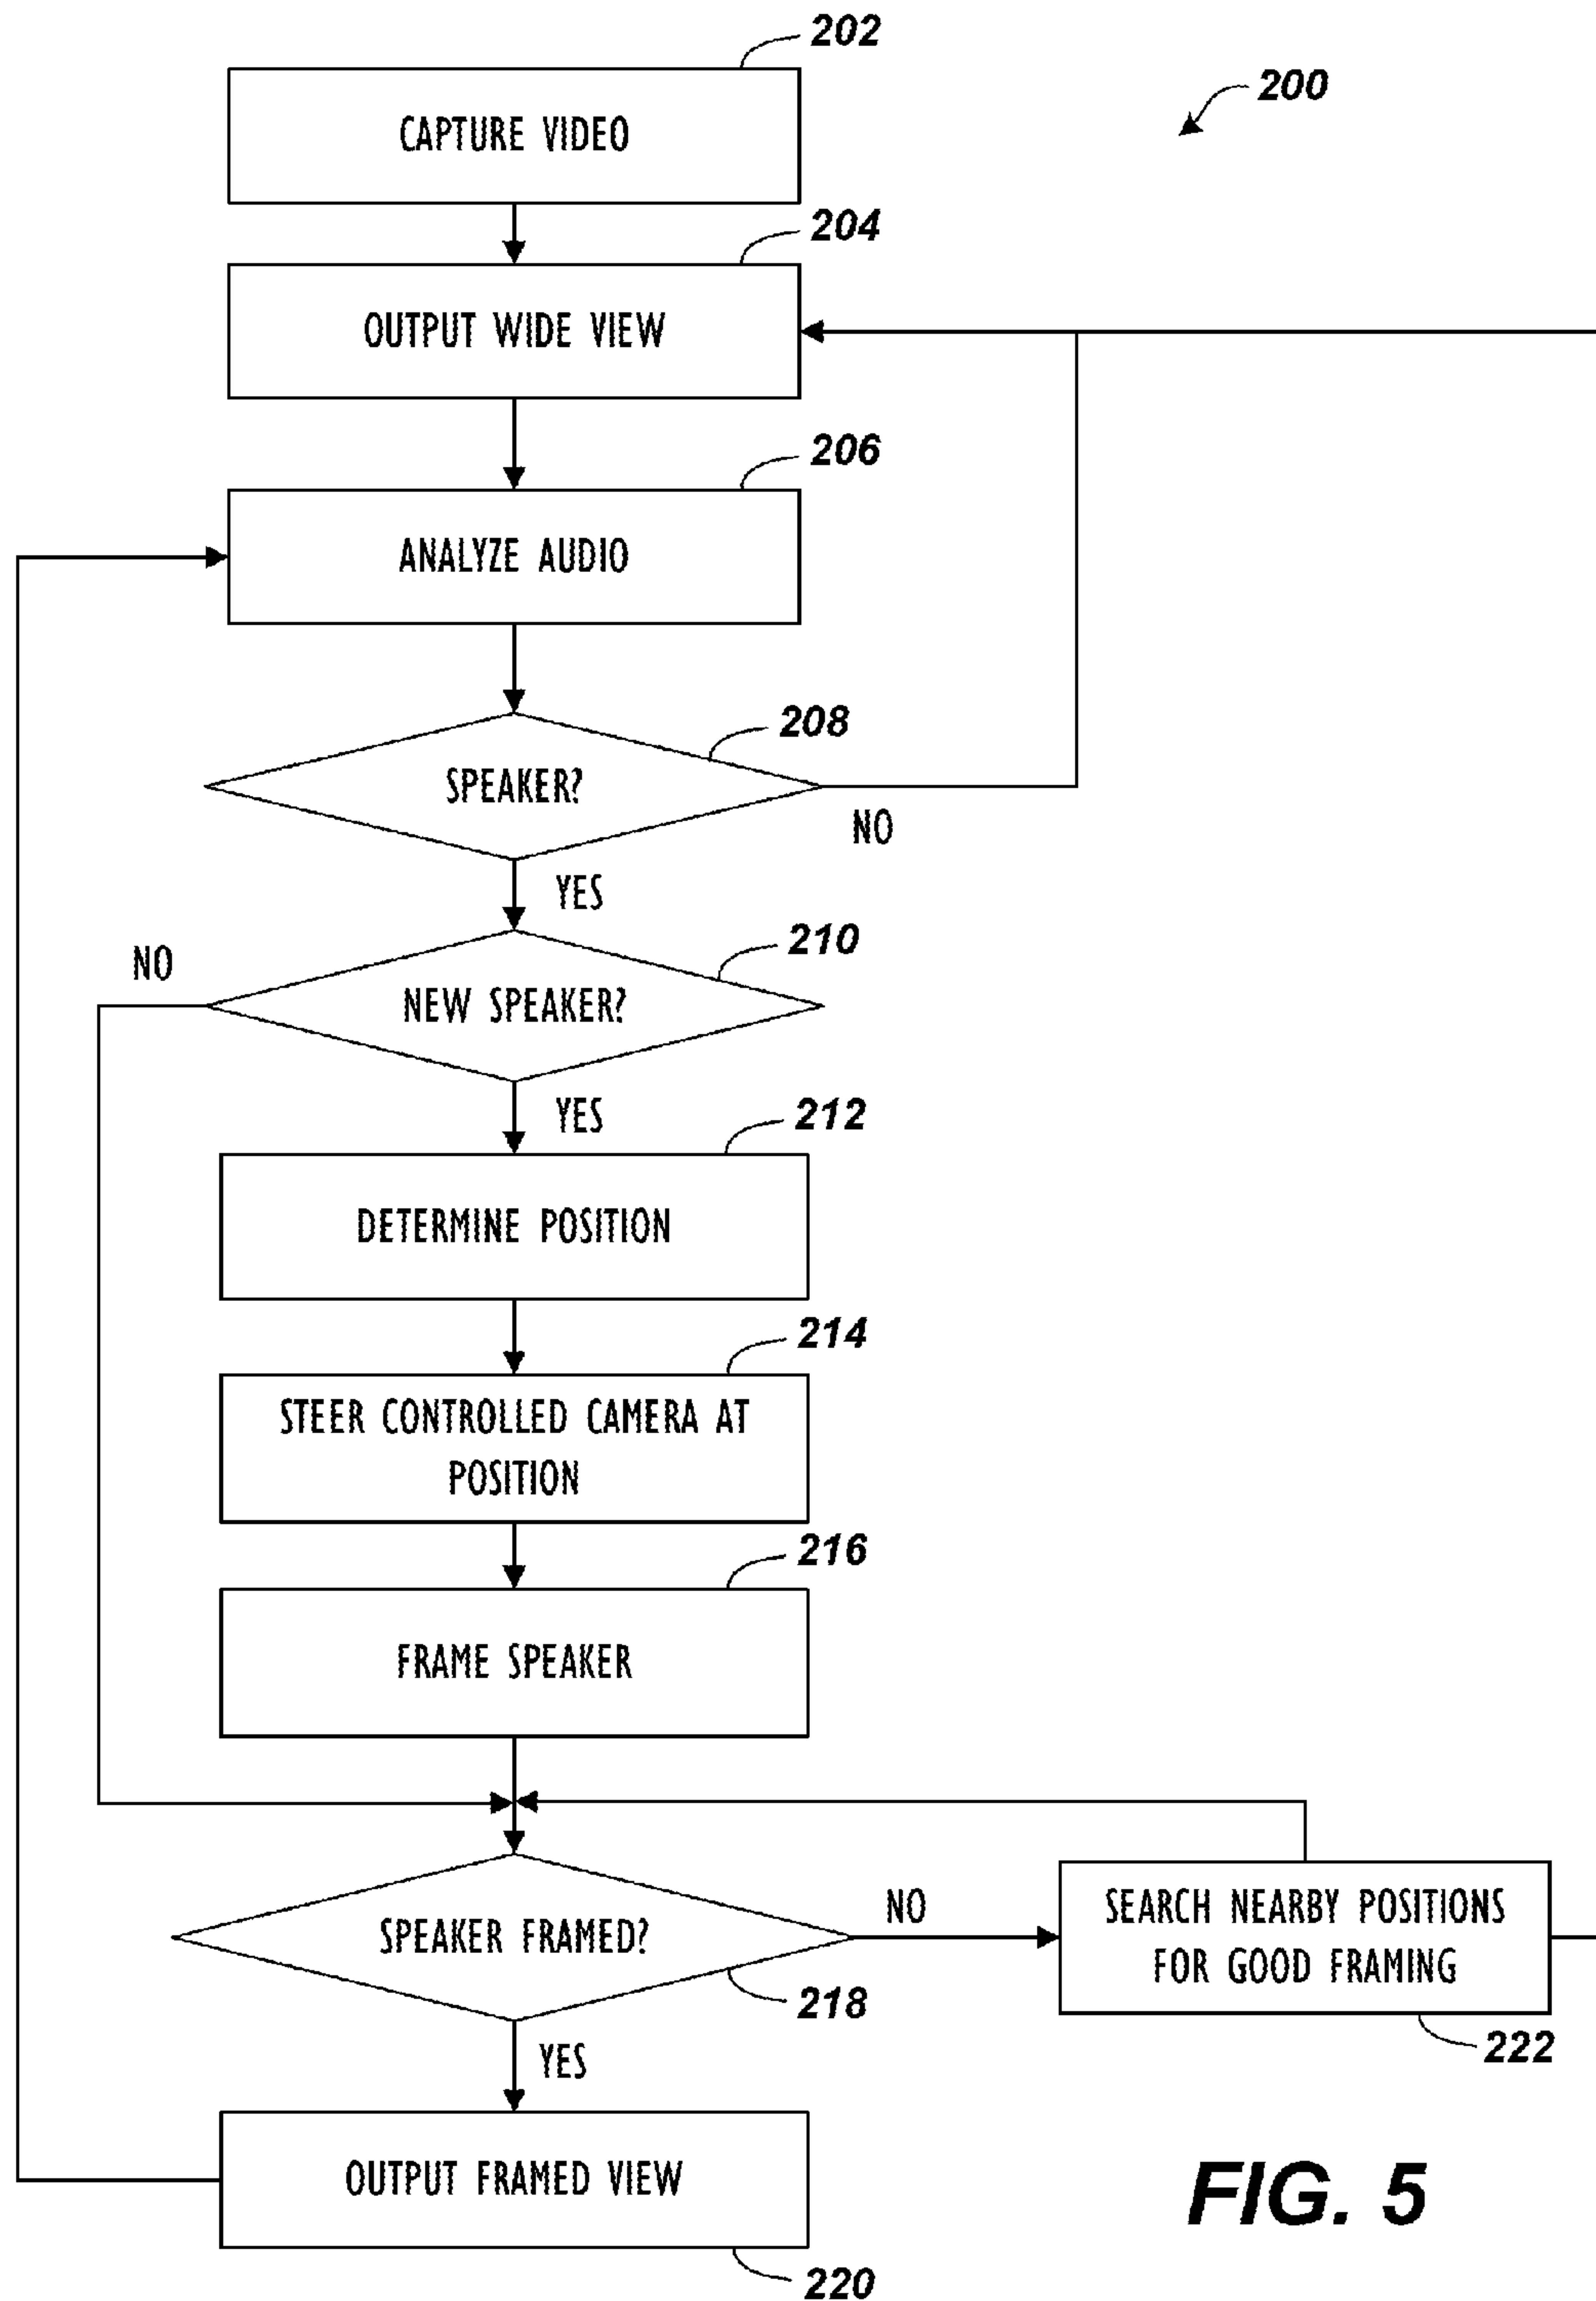 202
200
CAPTURE VIDEO
204
OUTPUT WIDE VIEW
206
ANALYZE AUDIO
208
SPEAKER?
NO
YES
210
NO
NEW SPEAKER?
YES
212
DETERMINE POSITION
214
STEER CONTROLLED CAMERA AT
POSITION
216
FRAME SPEAKER
SPEAKER FRAMED?
NO
SEARCH NEARBY POSITIONS
FOR GOOD FRAMING
218
222
YES
OUTPUT FRAMED VIEW
220
FIG. 5